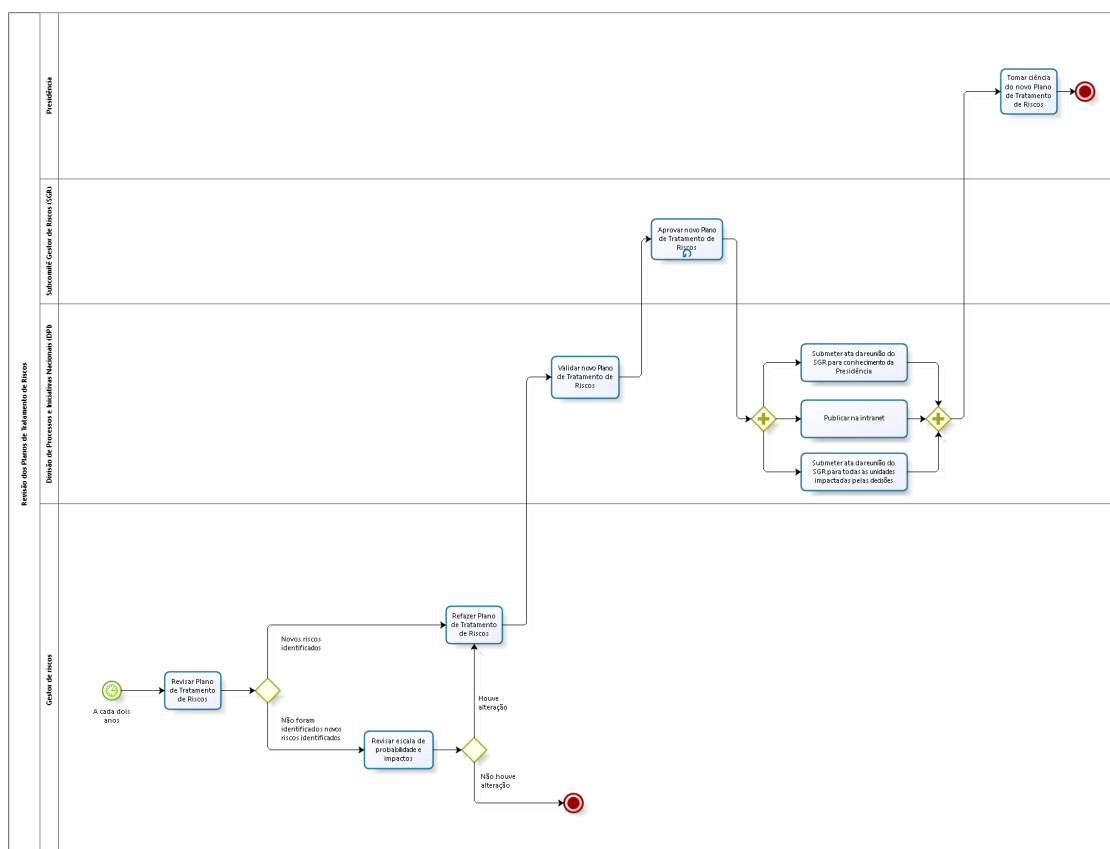 Revisão dos Planos de Tratamento de Riscos
Presidência
Tomar ciência
do novo Plano
de Tratamento
de Riscos
Subcomitê Gestor de Riscos (SGR)
Aprovar novo Plano
de Tratamento de
Riscos
Divisão de Processos e Iniciativas Nacionais (DPI)
Validar novo Plano
de Tratamento de
Riscos
Submeter ata da reunião do
SGR para conhecimento da
Presidência
Publicar na intranet
Submeter ata da reunião do
SGR para todas as unidades
impactadas pelas decisões
Gestor de riscos
A cada dois
anos
Revisar Plano
de Tratamento
de Riscos
Novos riscos
identificados
Não foram
identificados novos
riscos identificados
Refazer Plano
de Tratamento
de Riscos
Revisar escala de
probabilidade e
impactos
Houve
alteração
Não houve
alteração